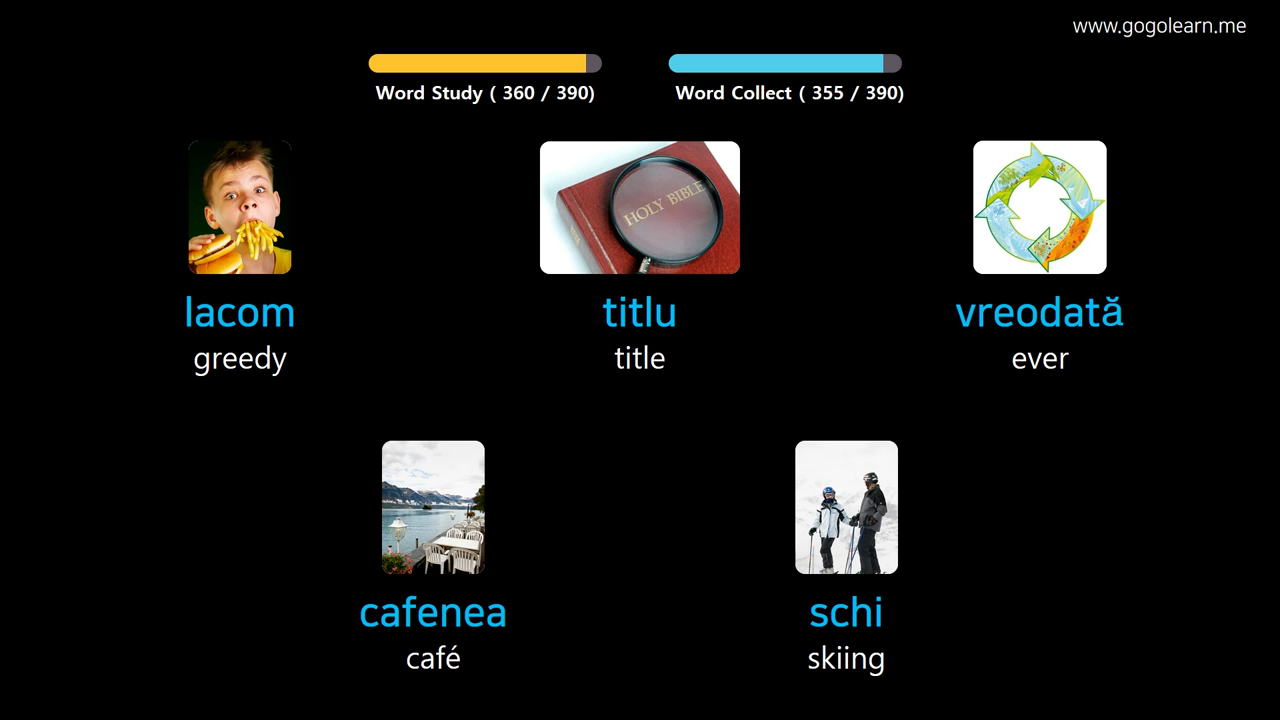 www.gogolearn.me
Word Study ( 360 / 390)
Word Collect ( 355 / 390)
HOLY BIBLE
lacom
greedy
titlu
title
vreodată
ever
cafenea
café
schi
skiing